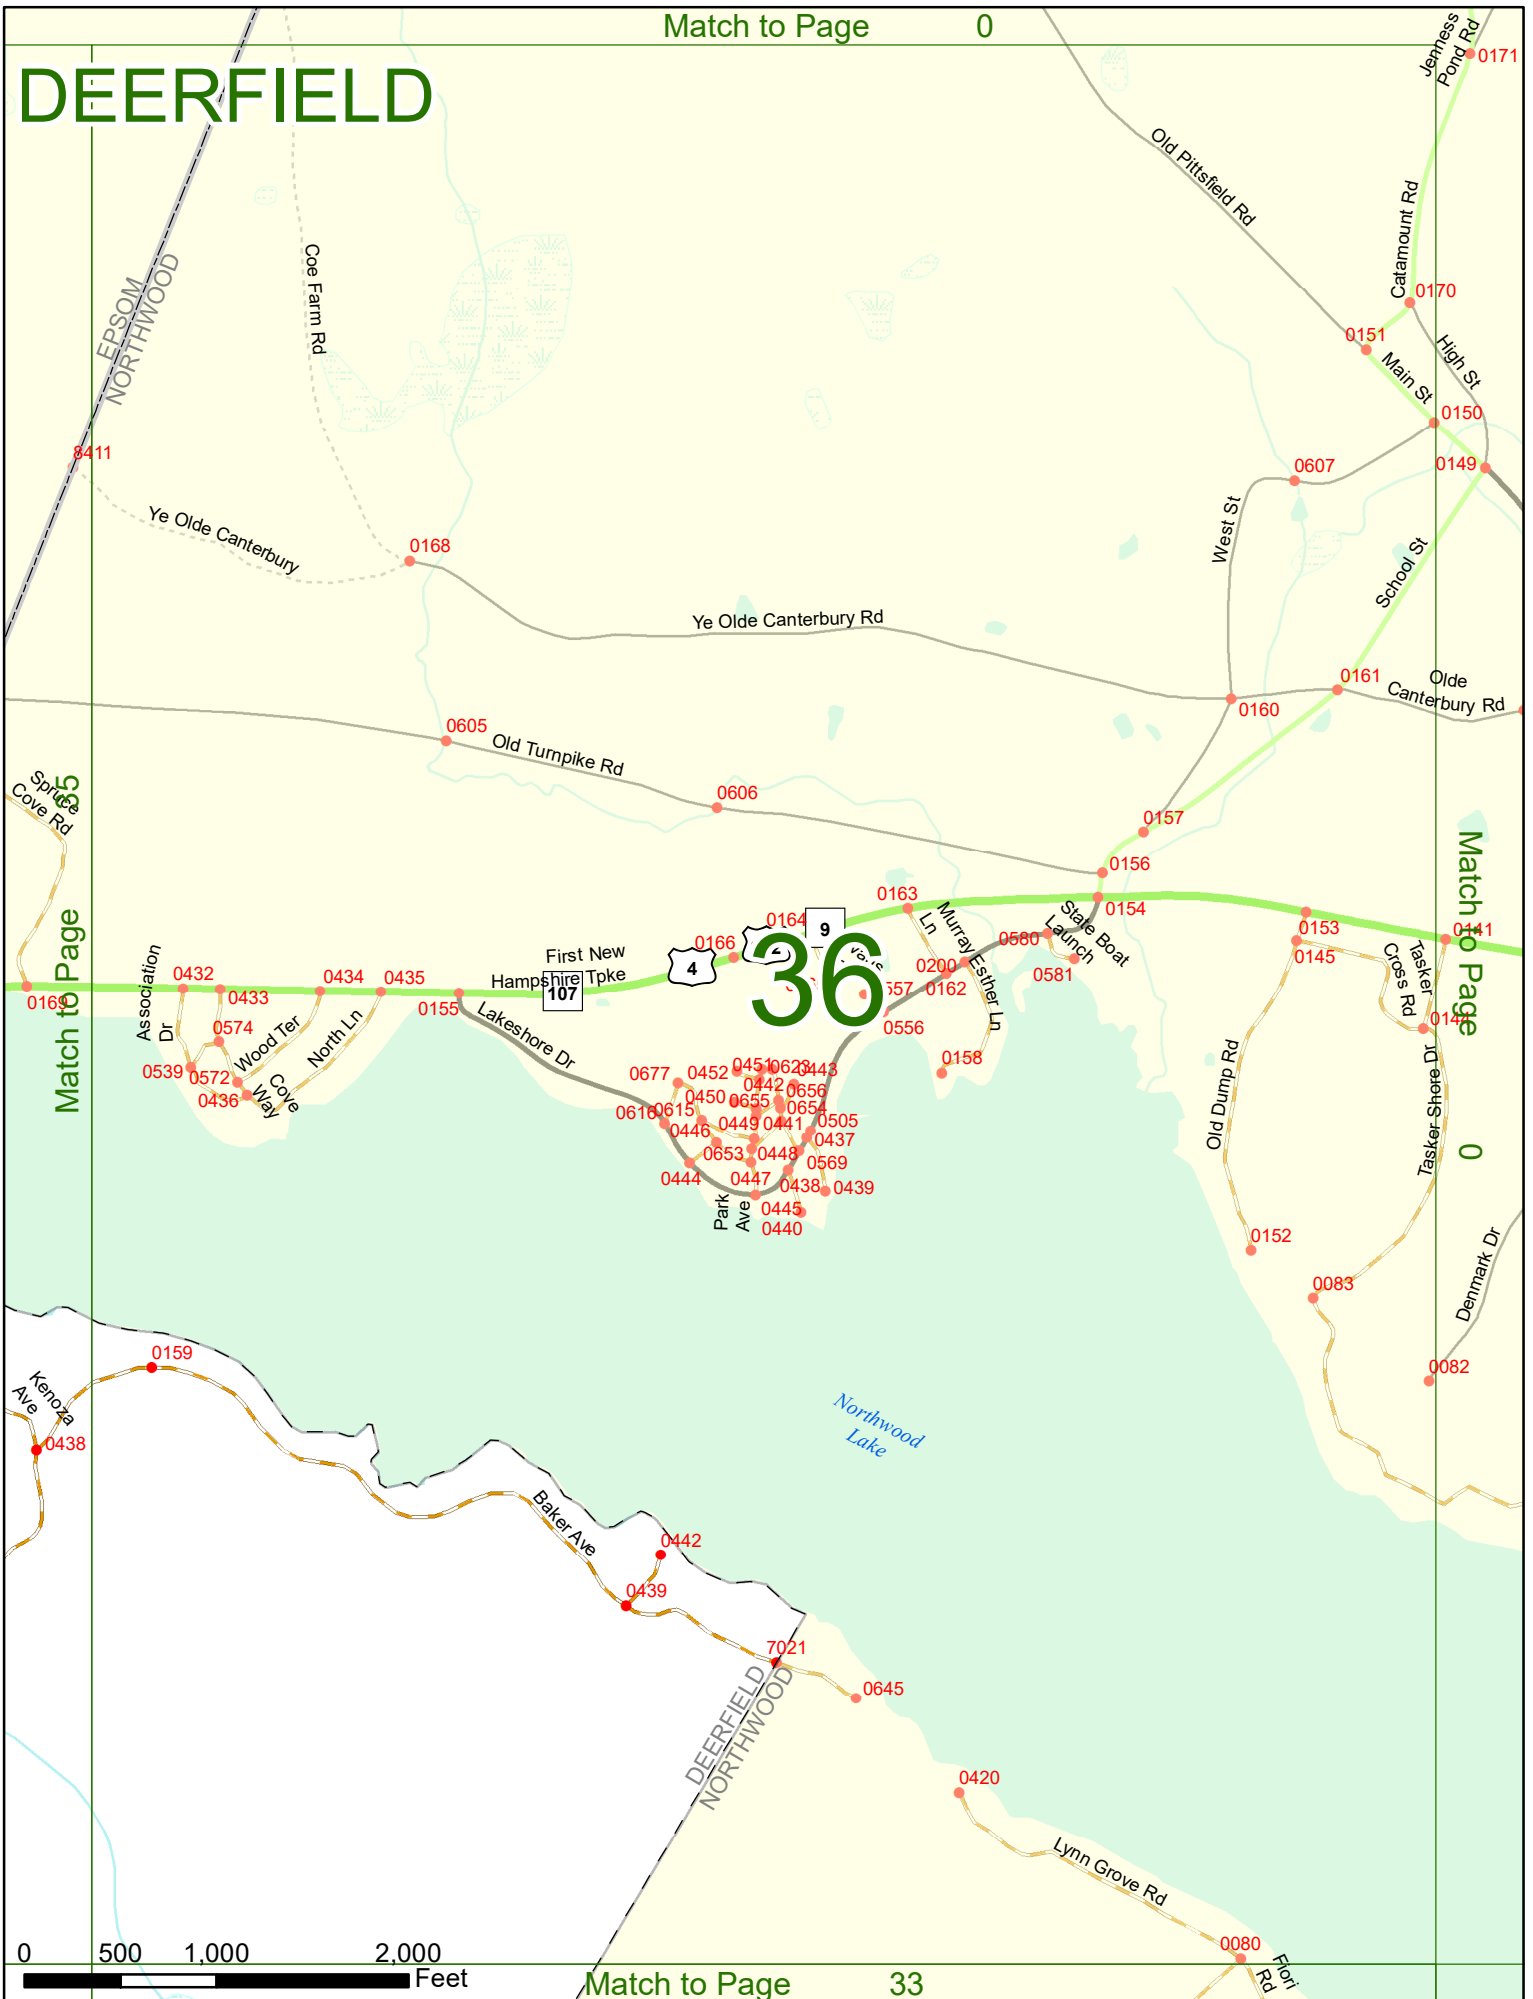 Match to Page 0
DEERFIELD
Jenness
Pond Rd
0171
Old Pittsfield Rd
Catamount Rd
EPSOM
NORTHWOOD
Coe Farm Rd
0170
0151
High St
Main St
0150
8411
0149
0607
Ye Olde Canterbury
0168
West St
School St
Ye Olde Canterbury Rd
0161
Olde
Canterbury Rd
0160
0605
Old Turnpike Rd
Spruce
Cove Rd
0606
0157
0156
Match to Page 35
Match to Page 0
0163
0154
0164
9
Ln
Murray
State Boat
Launch
0153
0141
0166
2
4
First New
Hampshire Tpke
107
36
0580
0581
0145
Tasker
Cross Rd
Association
Dr
0432
0433
0434
0435
0155
0169
0200
0162
Esther Ln
557
0556
0144
0574
Wood Ter
North Ln
Lakeshore Dr
0539
0572
0436
Cove
Way
0158
Old Dump Rd
Tasker Shore Dr
0677
0452
0451
0623
0443
0442
0656
0450
0655
0654
0616
0615
0446
0449
0441
0505
0437
0653
0448
0569
0444
0447
0438
0439
0445
0440
Park
Ave
0152
0083
Denmark Dr
0082
0159
Kenoza
Ave
0438
Northwood
Lake
Baker Ave
0442
0439
7021
0645
DEERFIELD
NORTHWOOD
0420
Lynn Grove Rd
0080
Fiori
Rd
0 500 1,000 2,000
Feet
Match to Page 33